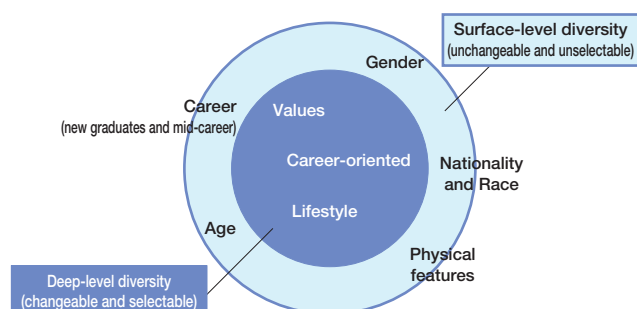 Surface-level diversity
(unchangeable and unselectable)
Gender
Career
(new graduates and mid-career)
Values
Career-oriented
Nationality
and Race
Lifestyle
Age
Physical
features
Deep-level diversity
(changeable and selectable)